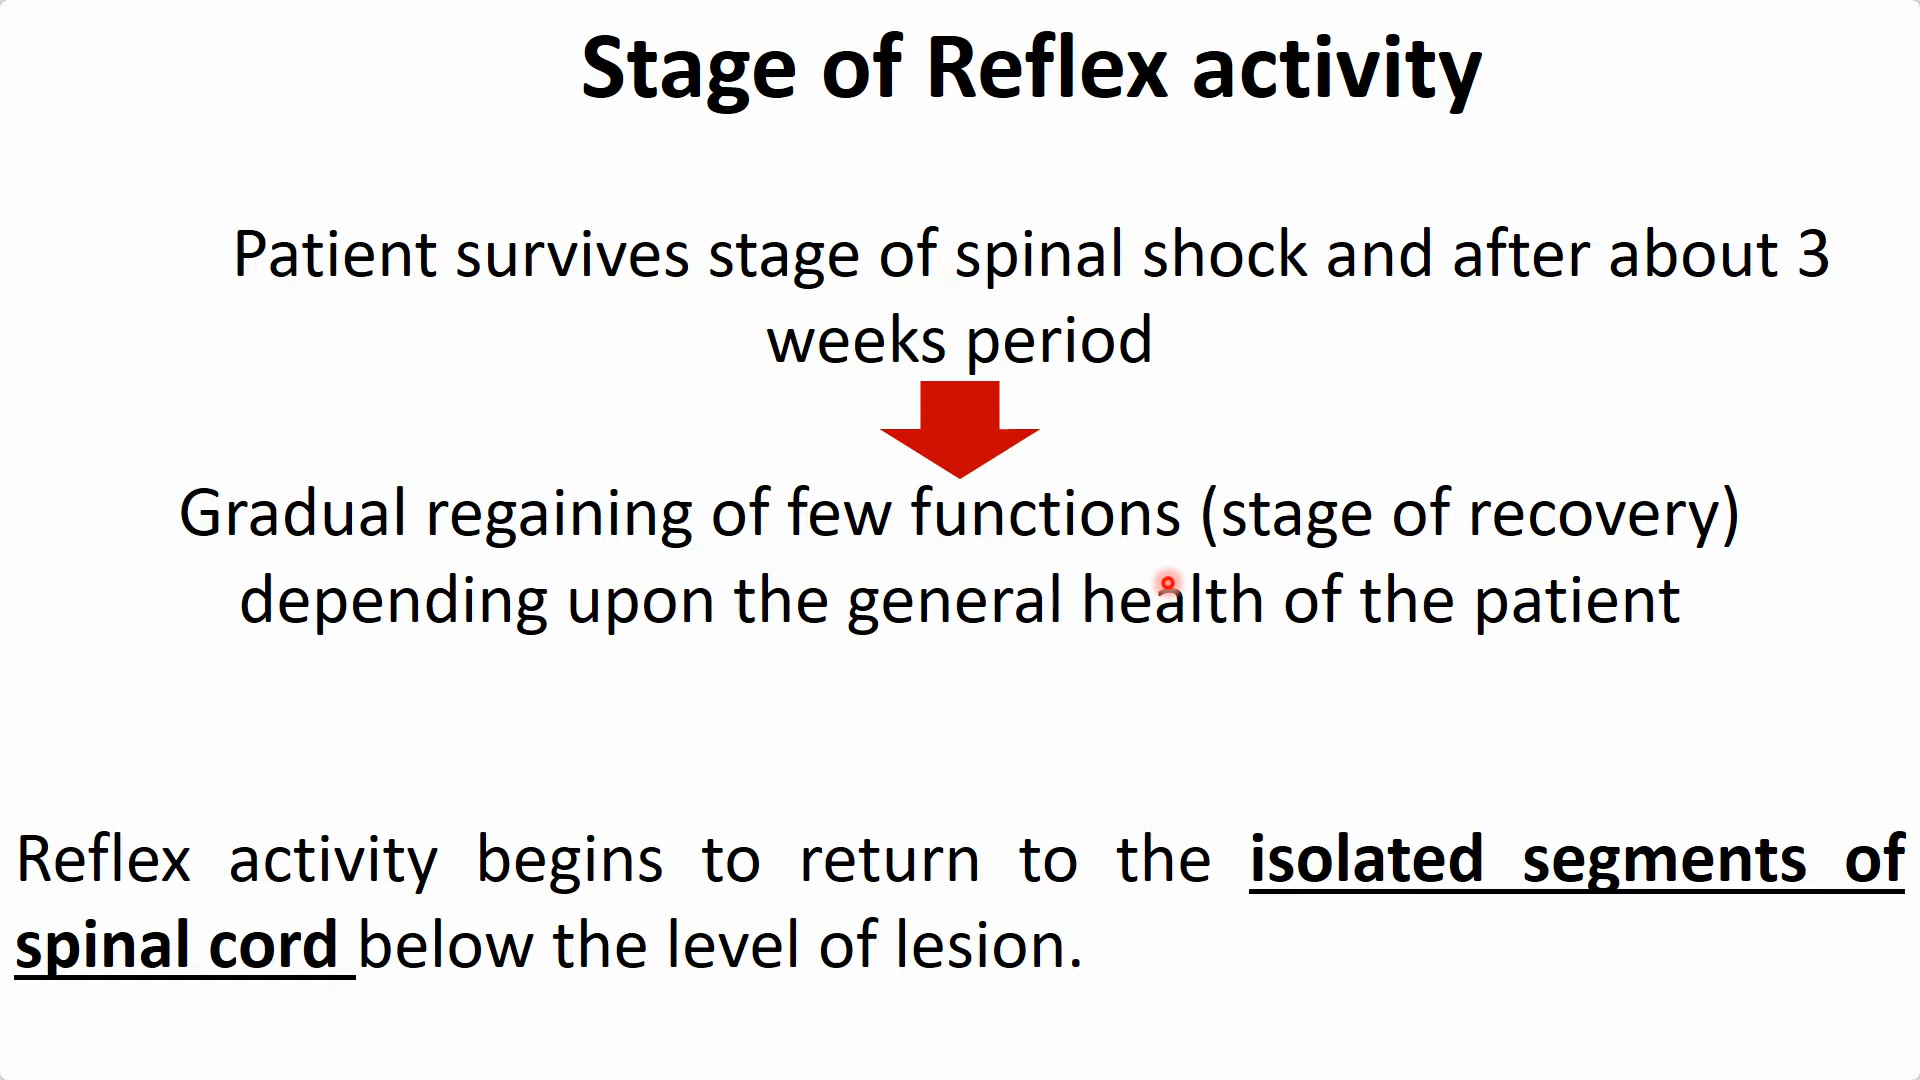 Stage of Reflex activity
Patient survives stage of spinal shock and after about 3
weeks period
Gradual regaining of few functions (stage of recovery)
depending upon the general health of the patient
Reflex activity begins to return to the isolated segments of
spinal cord below the level of lesion.